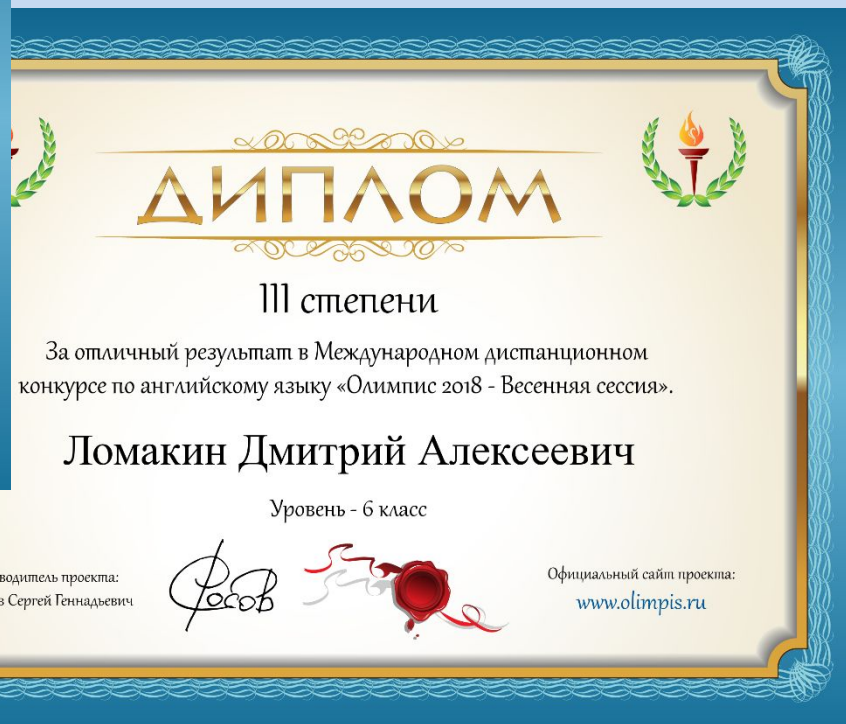 ДИПЛОМ
III степени
За отличный результат в Международном дистанционном
конкурсе по английскому языку «Олимпис 2018 - Весенняя сессия».
Ломакин Дмитрий Алексеевич
Уровень - 6 класс
проекта:
Сергей Геннадьевич
Официальный сайт проекта:
www.olimpis.ru